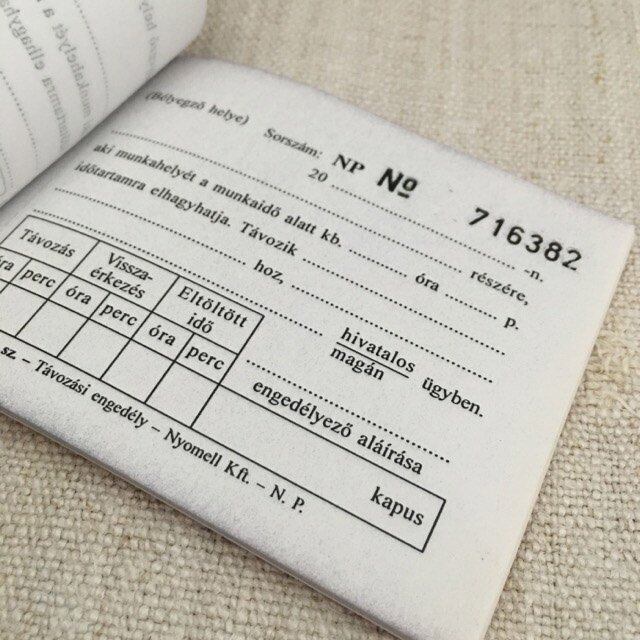 (Bélyegző helye) Sorszám: NP № 716382
20 -n.
részére,
aki munkahelyét a munkaidő alatt kb. óra p.
időtartamra elhagyhatja. Távozik
hoz,
hivatalos
magán ügyben.
engedélyező aláírása
Távozás Vissza-érkezés Eltöltött idő
óra perc óra perc óra perc
kapus
sz. – Távozási engedély – Nyomell Kft. – N. P.